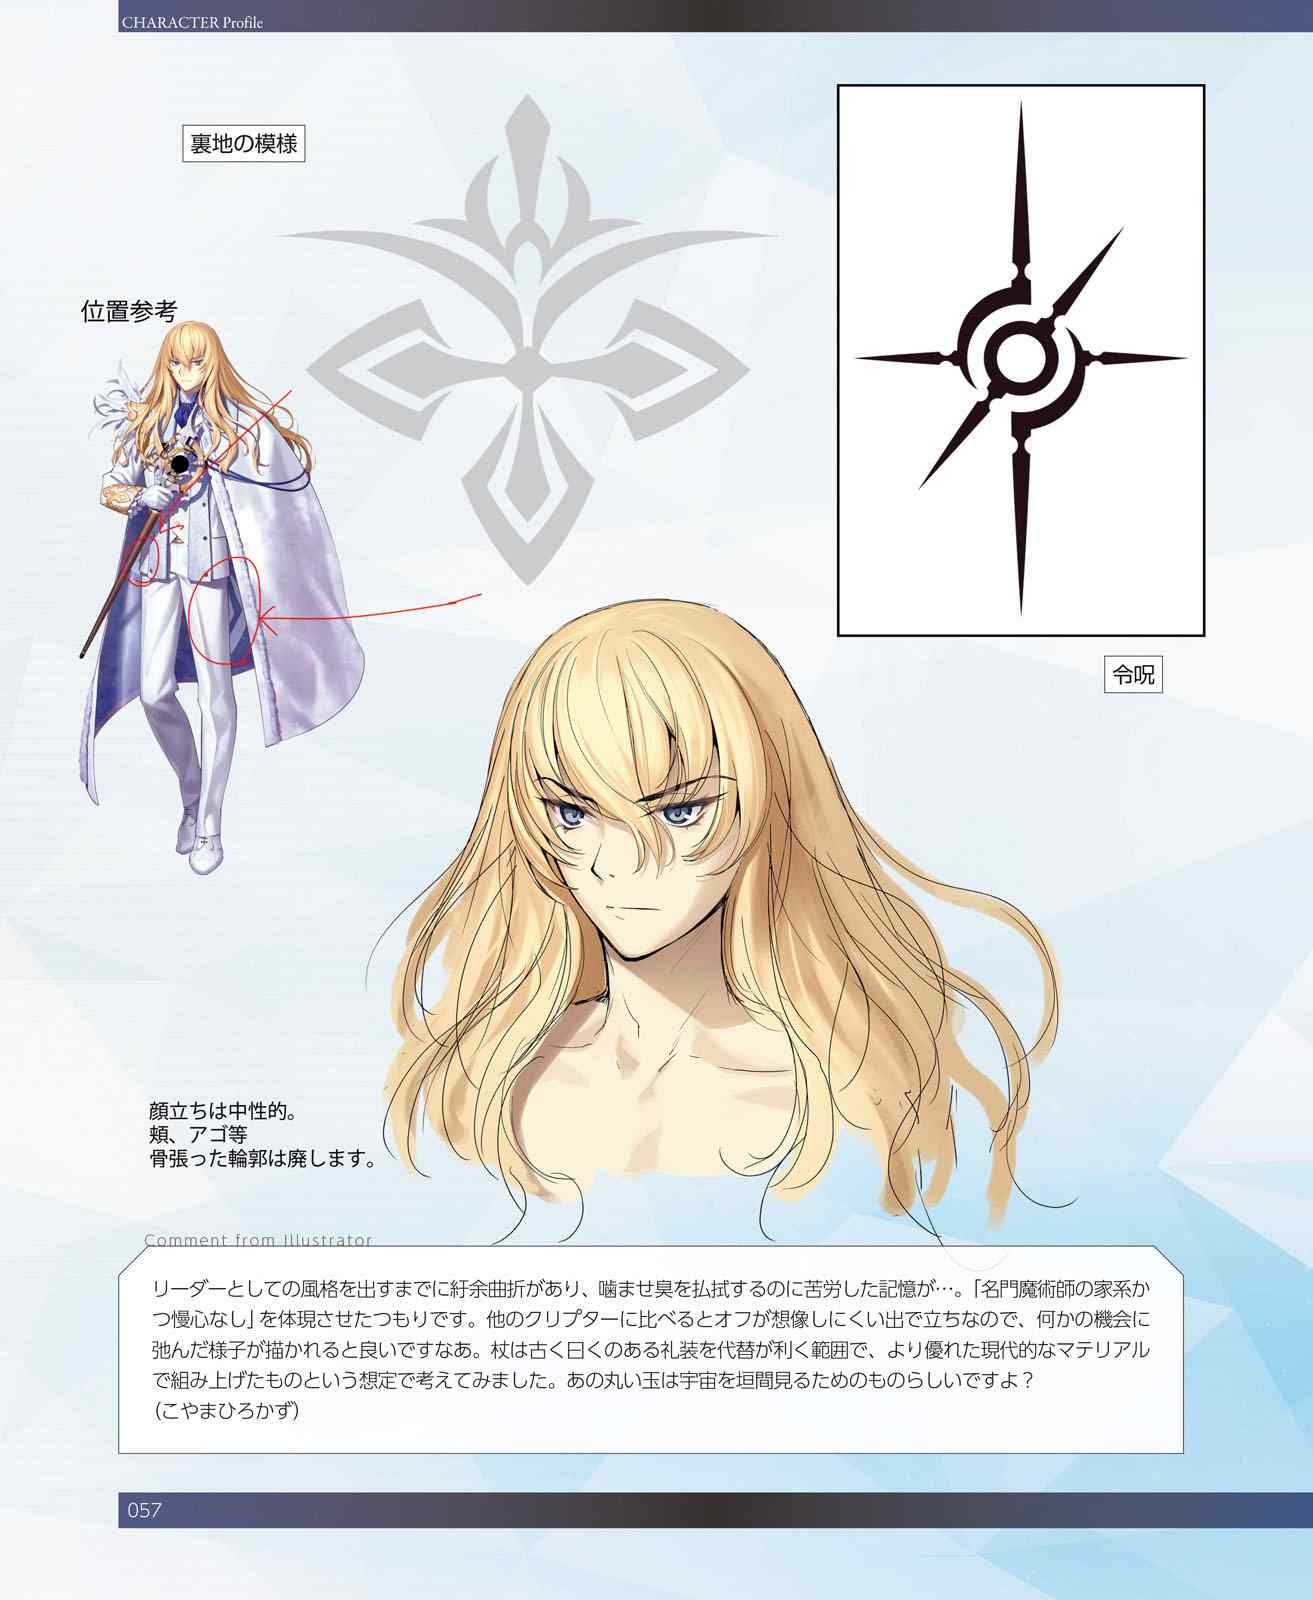 CHARACTER Profile
裏地の模様
位置参考
令呪
顔立ちは中性的。
頬、アゴ等
骨張った輪郭は廃します。
Comment from Illustrator
リーダーとしての風格を出すまでに紆余曲折があり、噛ませ臭を払拭するのに苦労した記憶が…。「名門魔術師の家系か
つ慢心なし」を体現させたつもりです。他のクリプターに比べるとオフが想像しにくい出で立ちなので、何かの機会に
弛んだ様子が描かれると良いですなあ。杖は古く曰くのある礼装を代替が利く範囲で、より優れた現代的なマテリアル
で組み上げたものという想定で考えてみました。あの丸い玉は宇宙を垣間見るためのものらしいですよ?
(こやまひろかず)
057